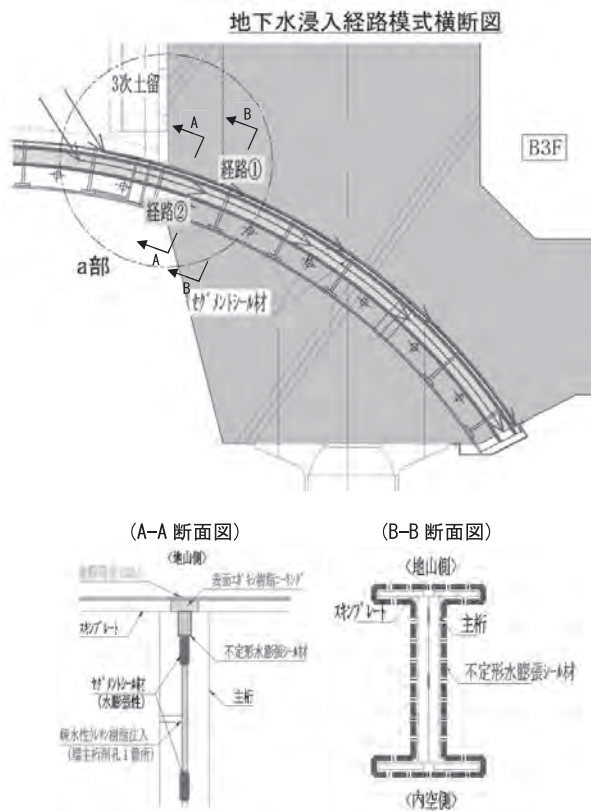 地下水浸入経路模式横断図
3次土留
A
B
B3F
経路①
経路②
A
a部
B
セグメントシール材
(A-A 断面図)
(B-B 断面図)
〈地山側〉
〈地山側〉
表面エポキシ樹脂コーキング
スキンプレート
スキンプレート
主桁
不定形水膨張シール材
不定形水膨張シール材
セグメントシール材
(水膨張性)
主桁
〈内空側〉